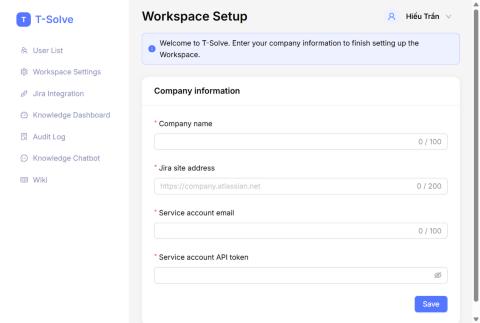 T T-Solve
User List
Workspace Settings
Jira Integration
Knowledge Dashboard
Audit Log
Knowledge Chatbot
Wiki
Workspace Setup
Hiếu Trần
Welcome to T-Solve. Enter your company information to finish setting up the
Workspace.
Company information
* Company name
0 / 100
* Jira site address
https://company.atlassian.net 0 / 200
* Service account email
0 / 100
* Service account API token
Save